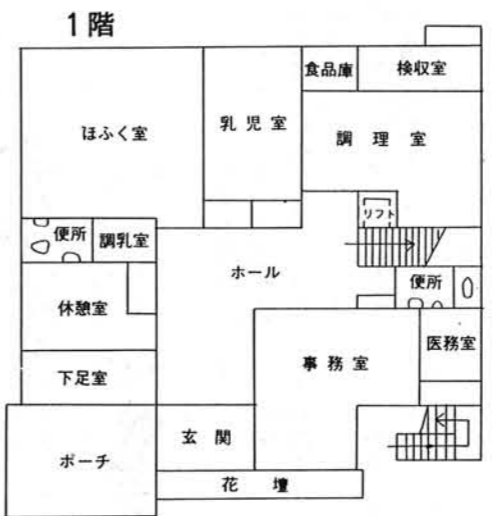 1階
食品庫
検収室
ほふく室
乳児室
調理室
リフト
便所
調乳室
ホール
便所
休憩室
医務室
事務室
下足室
玄関
ポーチ
花壇